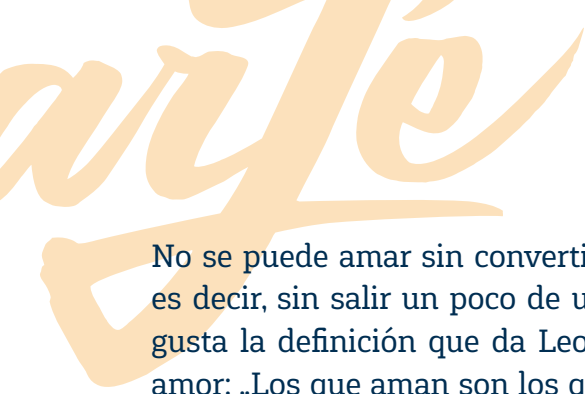 arJé
No se puede amar sin converti
es decir, sin salir un poco de u
gusta la definición que da Leo
amor: „Los que aman son los q